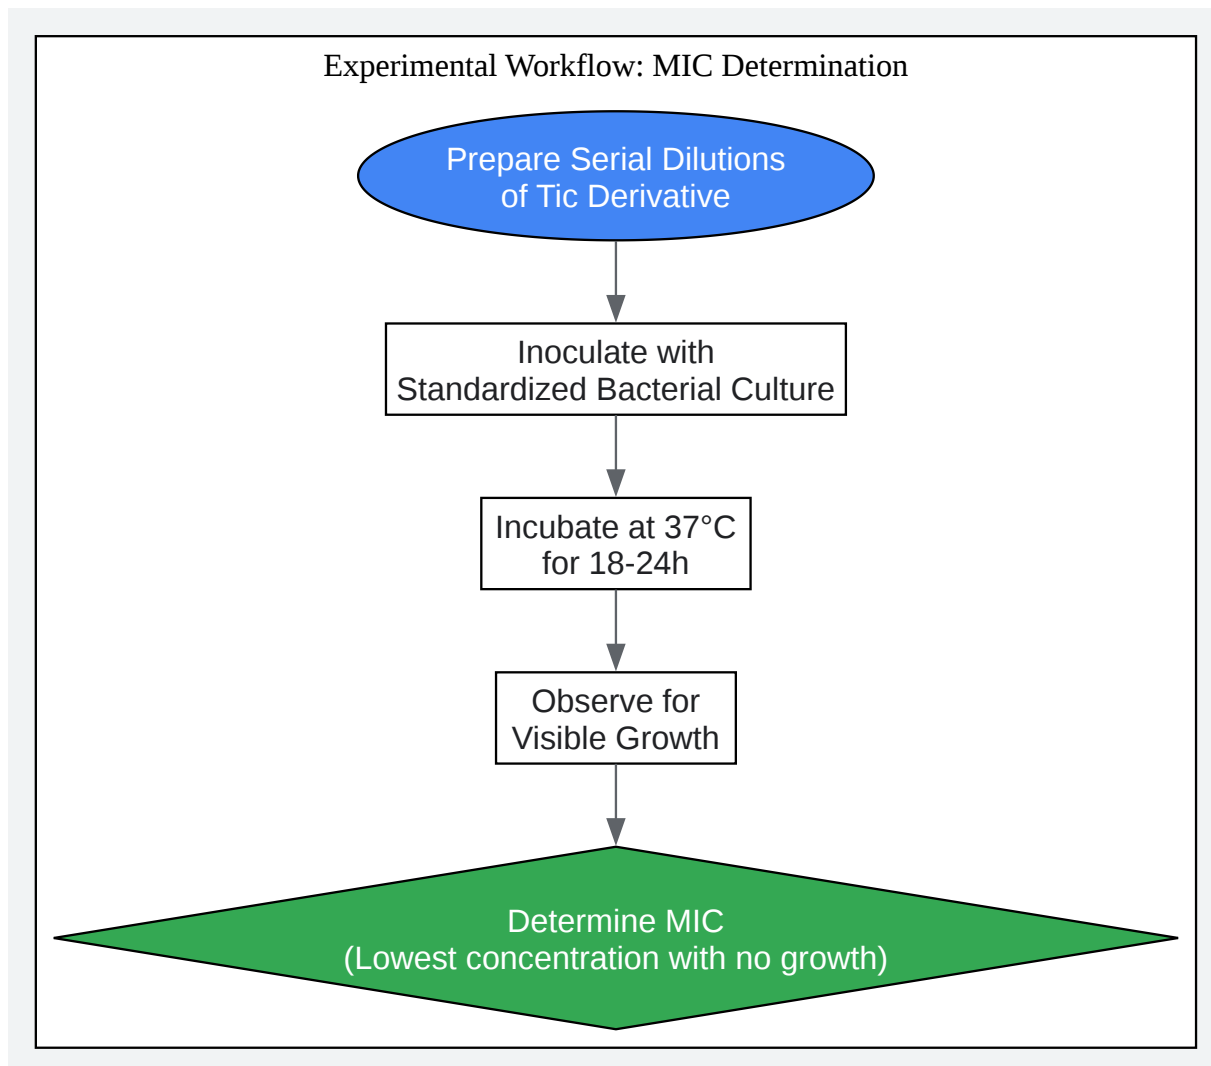 Experimental Workflow: MIC Determination
Prepare Serial Dilutions
of Tic Derivative
Inoculate with
Standardized Bacterial Culture
Incubate at 37°C
for 18-24h
Observe for
Visible Growth
Determine MIC
(Lowest concentration with no growth)